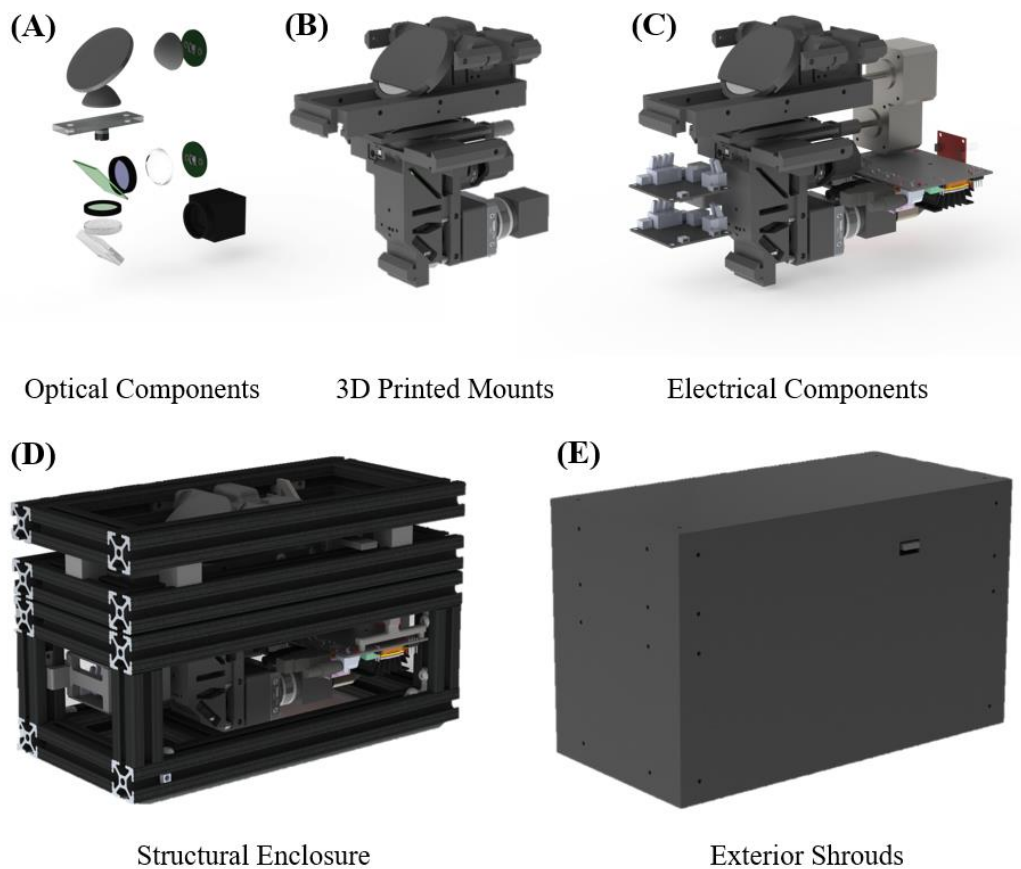 (A)
(B)
(C)
Optical Components
3D Printed Mounts
Electrical Components
(D)
(E)
Structural Enclosure
Exterior Shrouds